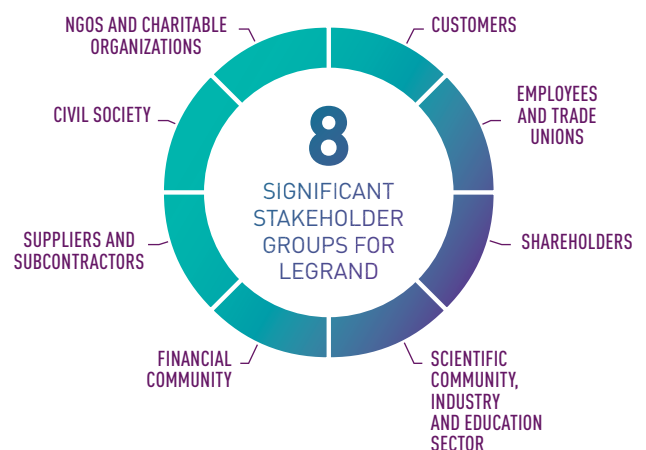 NGOS AND CHARITABLE
ORGANIZATIONS
CUSTOMERS
CIVIL SOCIETY
EMPLOYEES
AND TRADE
UNIONS
8
SIGNIFICANT
STAKEHOLDER
GROUPS FOR
LEGRAND
SUPPLIERS AND
SUBCONTRACTORS
SHAREHOLDERS
FINANCIAL
COMMUNITY
SCIENTIFIC
COMMUNITY,
INDUSTRY
AND EDUCATION
SECTOR